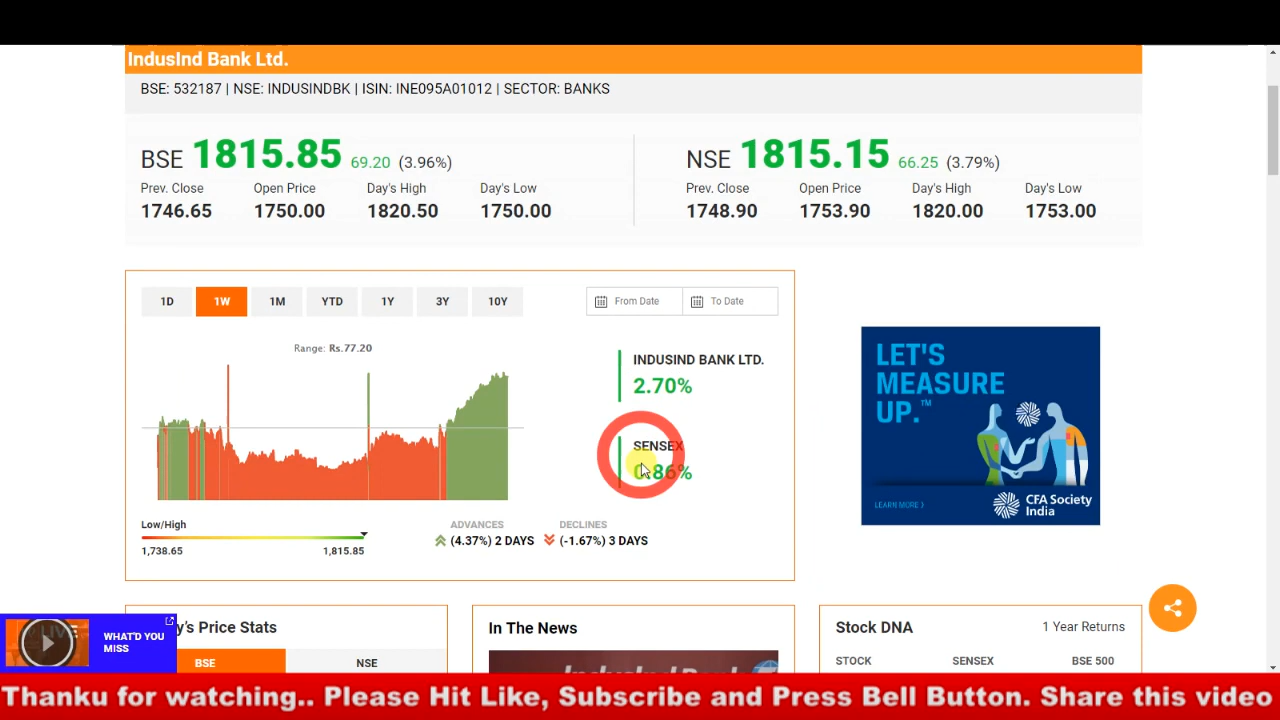 IndusInd Bank Ltd.
BSE: 532187 | NSE: INDUSINDBK | ISIN: INE095A01012 | SECTOR: BANKS
BSE 1815.85 69.20 (3.96%)
Prev. Close Open Price Day's High Day's Low
1746.65 1750.00 1820.50 1750.00
NSE 1815.15 66.25 (3.79%)
Prev. Close Open Price Day's High Day's Low
1748.90 1753.90 1820.00 1753.00
1D 1W 1M YTD 1Y 3Y 10Y
From Date To Date
Range: Rs.77.20
INDUSIND BANK LTD.
2.70%
SENSEX
0.86%
Low/High
1,738.65 1,815.85
ADVANCES DECLINES
(4.37%) 2 DAYS (-1.67%) 3 DAYS
LET'S
MEASURE
UP.™
LEARN MORE
CFA Society
India
WHAT'D YOU
MISS
y's Price Stats
BSE NSE
In The News
IndusInd Bank
Stock DNA 1 Year Returns
STOCK SENSEX BSE 500
Thanku for watching.. Please Hit Like, Subscribe and Press Bell Button. Share this video